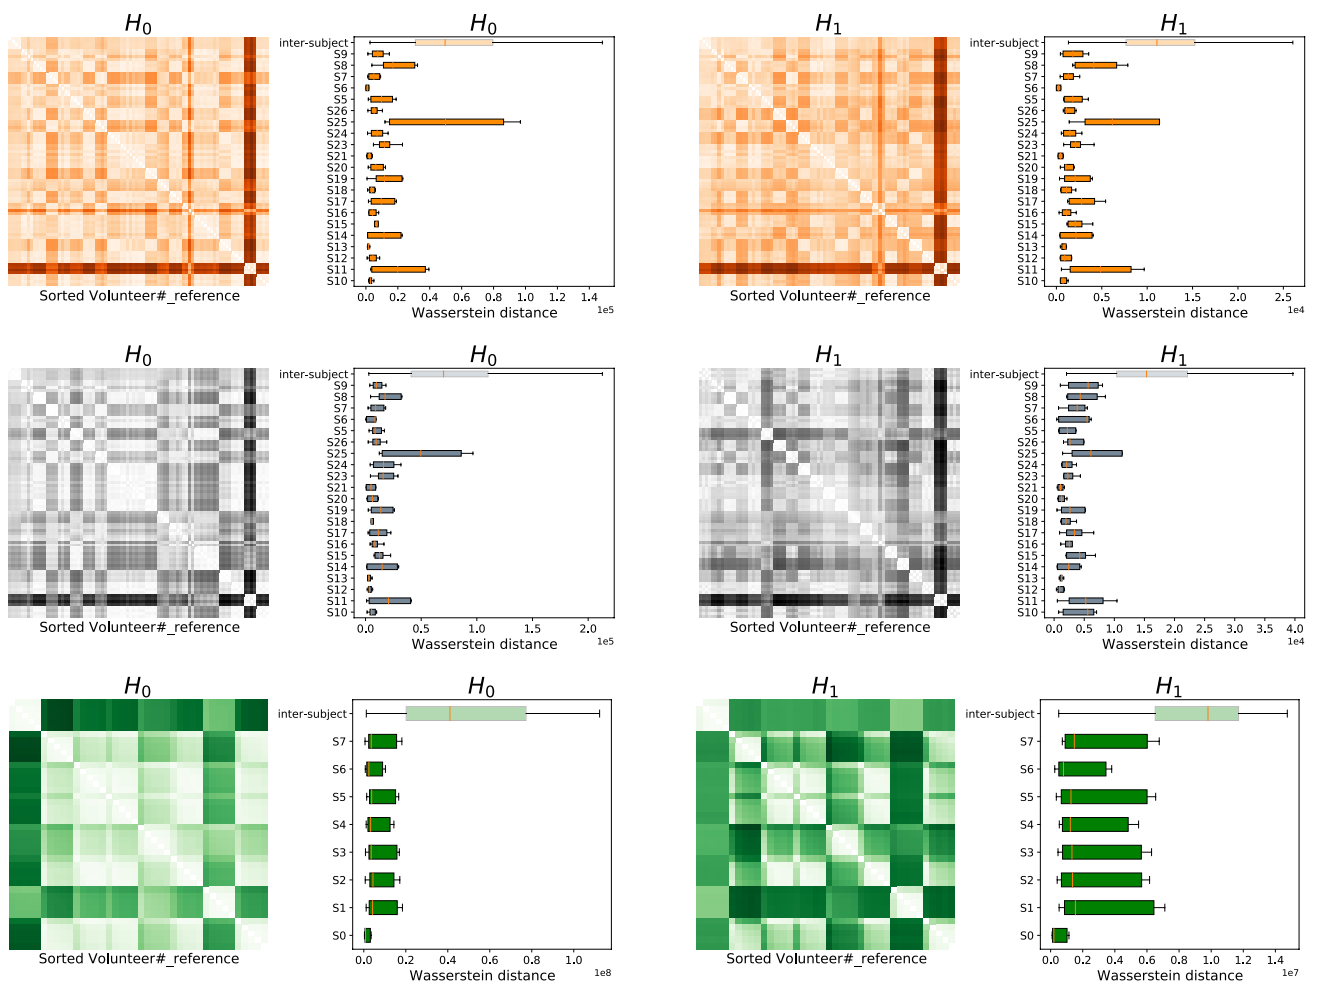 H₀
H₀
H₁
H₁
inter-subject
S9
S8
S7
S6
S5
S26
S25
S24
S23
S21
S20
S19
S18
S17
S16
S15
S14
S13
S12
S11
S10
0.0 0.2 0.4 0.6 0.8 1.0 1.2 1.4
1e5
Sorted Volunteer#_reference
Wasserstein distance
inter-subject
S9
S8
S7
S6
S5
S26
S25
S24
S23
S21
S20
S19
S18
S17
S16
S15
S14
S13
S12
S11
S10
0.0 0.5 1.0 1.5 2.0 2.5
1e4
Sorted Volunteer#_reference
Wasserstein distance
H₀
H₀
H₁
H₁
inter-subject
S9
S8
S7
S6
S5
S26
S25
S24
S23
S21
S20
S19
S18
S17
S16
S15
S14
S13
S12
S11
S10
0.0 0.5 1.0 1.5 2.0
1e5
Sorted Volunteer#_reference
Wasserstein distance
inter-subject
S9
S8
S7
S6
S5
S26
S25
S24
S23
S21
S20
S19
S18
S17
S16
S15
S14
S13
S12
S11
S10
0.0 0.5 1.0 1.5 2.0 2.5 3.0 3.5 4.0
1e4
Sorted Volunteer#_reference
Wasserstein distance
H₀
H₀
H₁
H₁
inter-subject
S7
S6
S5
S4
S3
S2
S1
S0
0.0 0.2 0.4 0.6 0.8 1.0
1e8
Sorted Volunteer#_reference
Wasserstein distance
inter-subject
S7
S6
S5
S4
S3
S2
S1
S0
0.0 0.2 0.4 0.6 0.8 1.0 1.2 1.4
1e7
Sorted Volunteer#_reference
Wasserstein distance